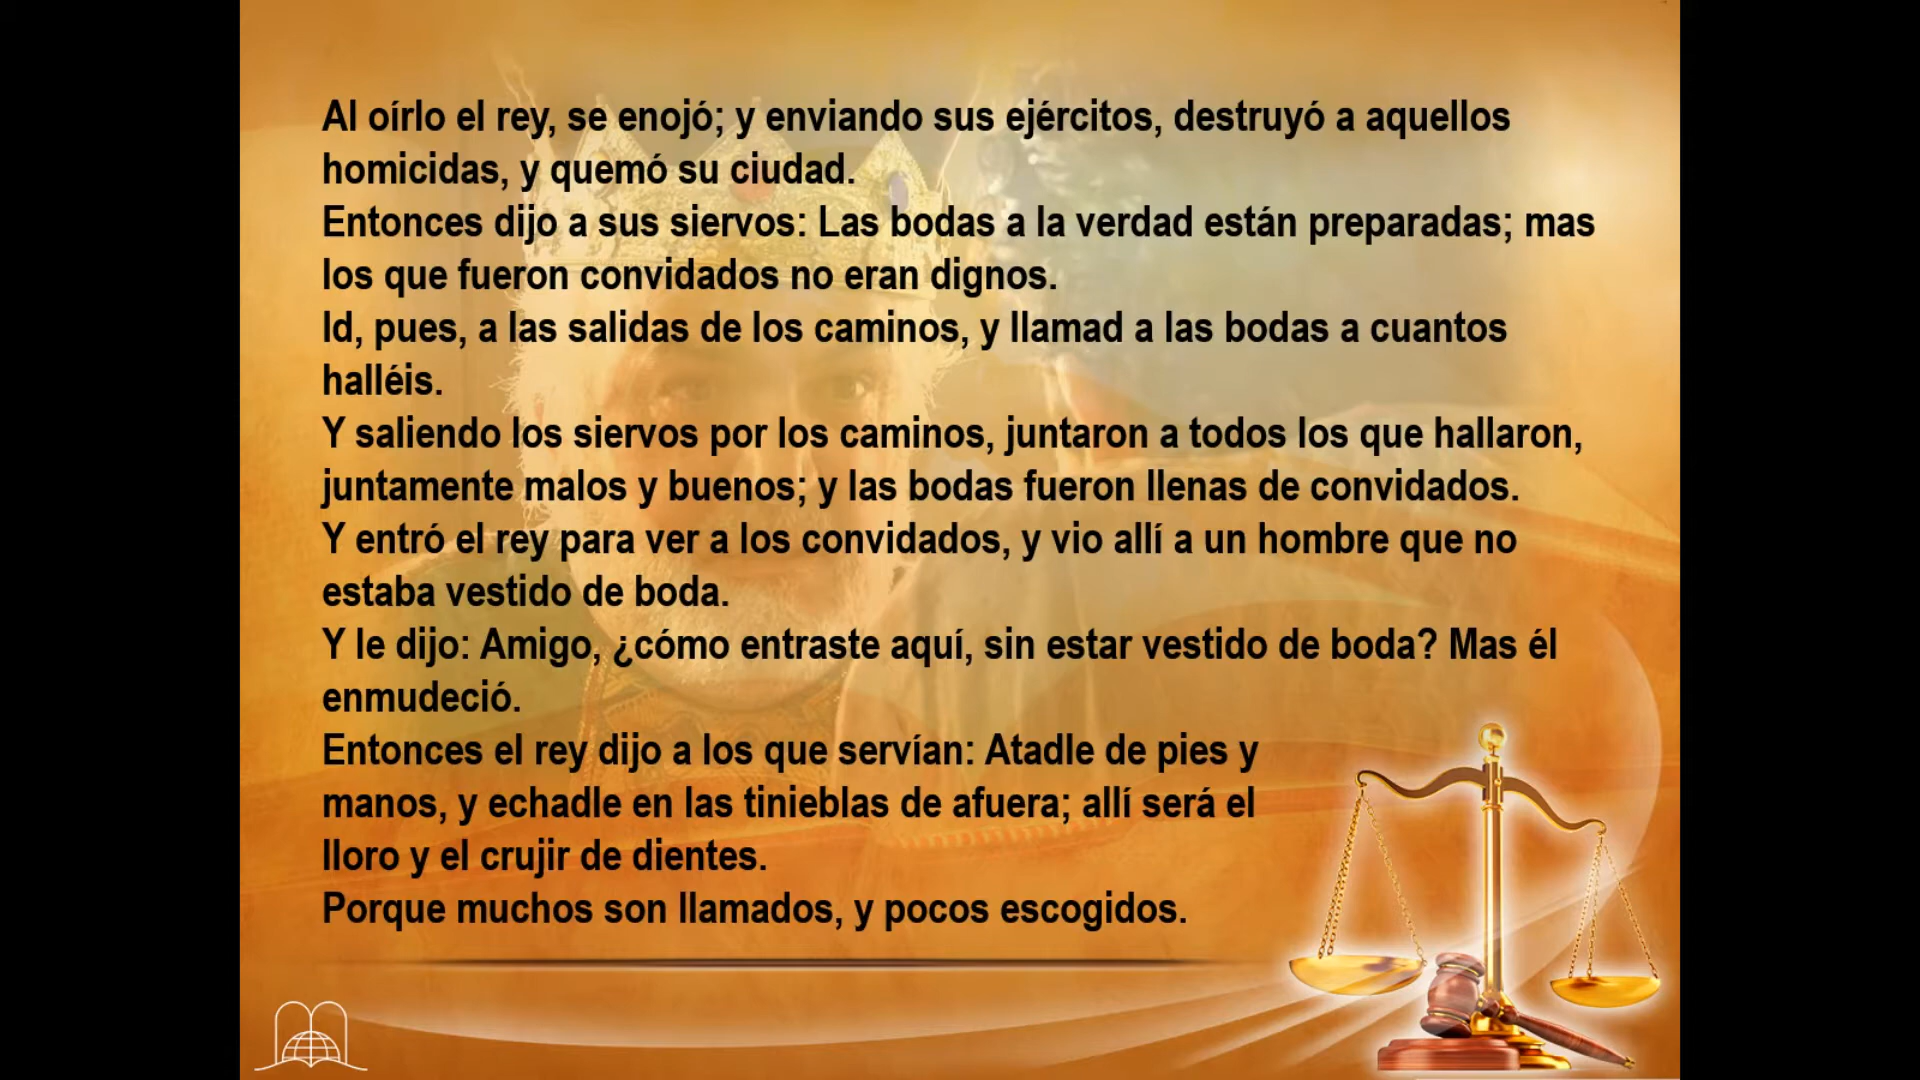 Al oírlo el rey, se enojó; y enviando sus ejércitos, destruyó a aquellos
homicidas, y quemó su ciudad.
Entonces dijo a sus siervos: Las bodas a la verdad están preparadas; mas
los que fueron convidados no eran dignos.
Id, pues, a las salidas de los caminos, y llamad a las bodas a cuantos
halléis.
Y saliendo los siervos por los caminos, juntaron a todos los que hallaron,
juntamente malos y buenos; y las bodas fueron llenas de convidados.
Y entró el rey para ver a los convidados, y vio allí a un hombre que no
estaba vestido de boda.
Y le dijo: Amigo, ¿cómo entraste aquí, sin estar vestido de boda? Mas él
enmudeció.
Entonces el rey dijo a los que servían: Atadle de pies y
manos, y echadle en las tinieblas de afuera; allí será el
lloro y el crujir de dientes.
Porque muchos son llamados, y pocos escogidos.